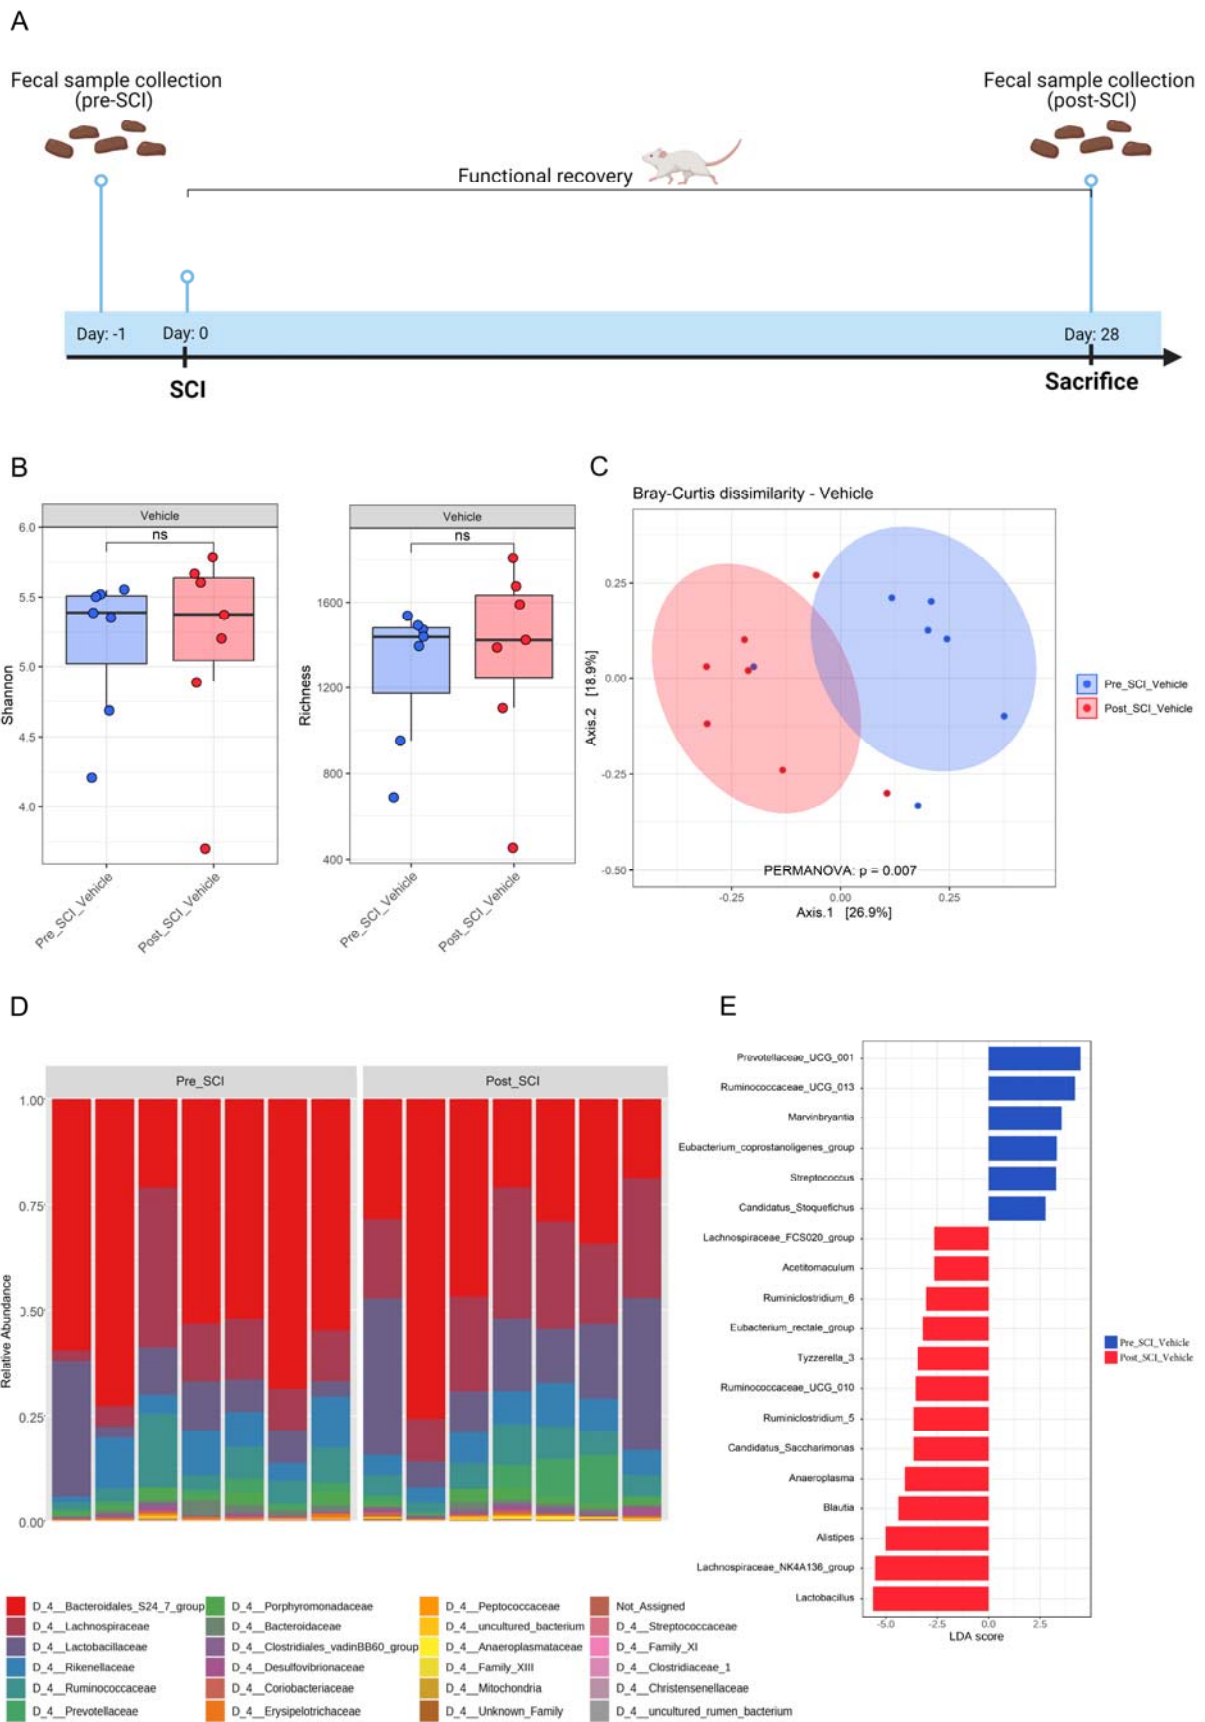 A
Fecal sample collection
(pre-SCI)
Fecal sample collection
(post-SCI)
Functional recovery
Day: -1
Day: 0
Day: 28
SCI
Sacrifice
B
Vehicle
ns
6.0
5.5
5.0
4.5
4.0
Shannon
Pre_SCI_Vehicle
Post_SCI_Vehicle
Vehicle
ns
1600
1200
800
400
Richness
Pre_SCI_Vehicle
Post_SCI_Vehicle
C
Bray-Curtis dissimilarity - Vehicle
0.25
0.00
-0.25
-0.50
Axis.2 [18.9%]
PERMANOVA: p = 0.007
-0.25
0.00
0.25
Axis.1 [26.9%]
Pre_SCI_Vehicle
Post_SCI_Vehicle
D
Pre_SCI
Post_SCI
1.00
0.75
0.50
0.25
0.00
Relative Abundance
D_4__Bacteroidales_S24_7_group
D_4__Lachnospiraceae
D_4__Lactobacillaceae
D_4__Rikenellaceae
D_4__Ruminococcaceae
D_4__Prevotellaceae
D_4__Porphyromonadaceae
D_4__Bacteroidaceae
D_4__Clostridiales_vadinBB60_group
D_4__Desulfovibrionaceae
D_4__Coriobacteriaceae
D_4__Erysipelotrichaceae
D_4__Peptococcaceae
D_4__uncultured_bacterium
D_4__Anaeroplasmataceae
D_4__Family_XIII
D_4__Mitochondria
D_4__Unknown_Family
Not_Assigned
D_4__Streptococcaceae
D_4__Family_XI
D_4__Clostridiaceae_1
D_4__Christensenellaceae
D_4__uncultured_rumen_bacterium
E
Prevotellaceae_UCG_001
Ruminococcaceae_UCG_013
Marvinbryantia
Eubacterium_coprostanoligenes_group
Streptococcus
Candidatus_Stoquefichus
Lachnospiraceae_FCS020_group
Acetitomaculum
Ruminiclostridium_6
Eubacterium_rectale_group
Tyzzerella_3
Ruminococcaceae_UCG_010
Ruminiclostridium_5
Candidatus_Saccharimonas
Anaeroplasma
Blautia
Alistipes
Lachnospiraceae_NK4A136_group
Lactobacillus
-5.0
-2.5
0.0
2.5
LDA score
Pre_SCI_Vehicle
Post_SCI_Vehicle